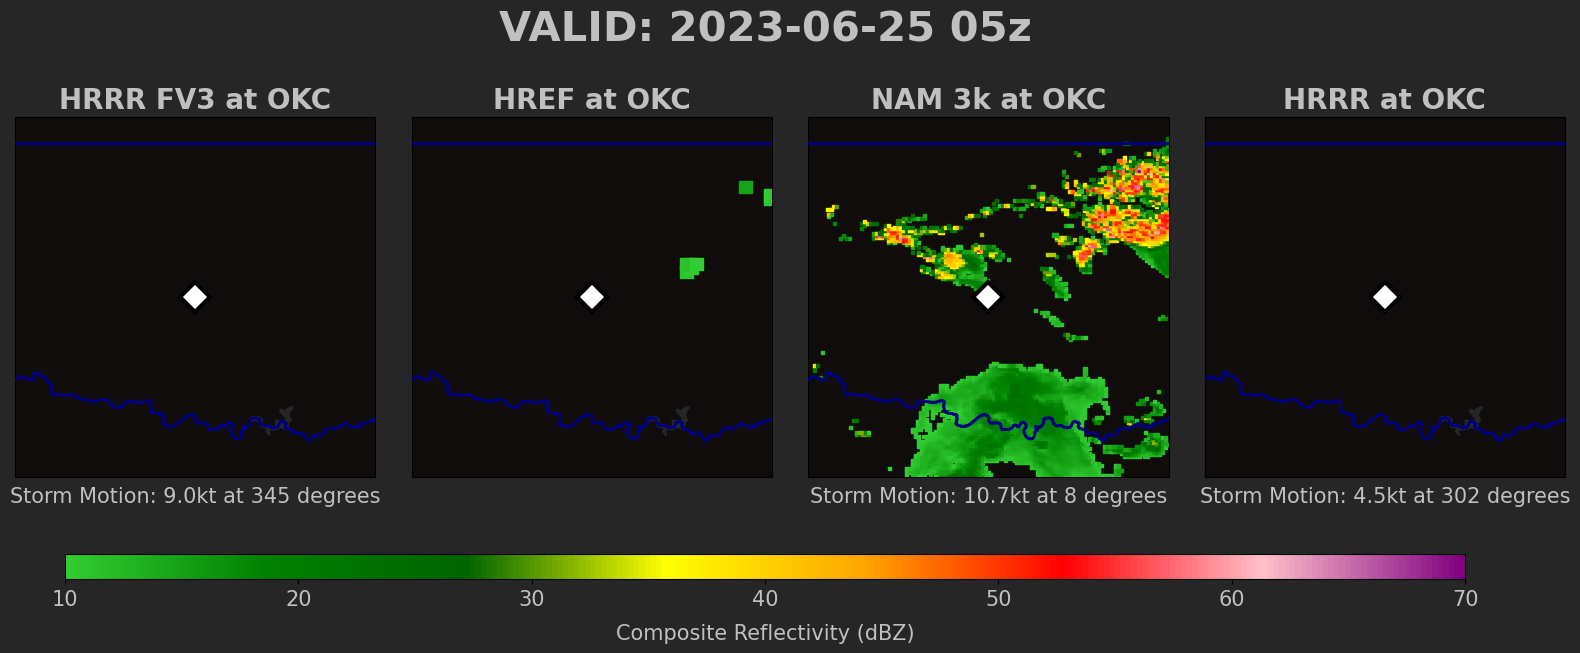 VALID: 2023-06-25 05z
HRRR FV3 at OKC
HREF at OKC
NAM 3k at OKC
HRRR at OKC
Storm Motion: 9.0kt at 345 degrees
Storm Motion: 10.7kt at 8 degrees
Storm Motion: 4.5kt at 302 degrees
10 20 30 40 50 60 70
Composite Reflectivity (dBZ)